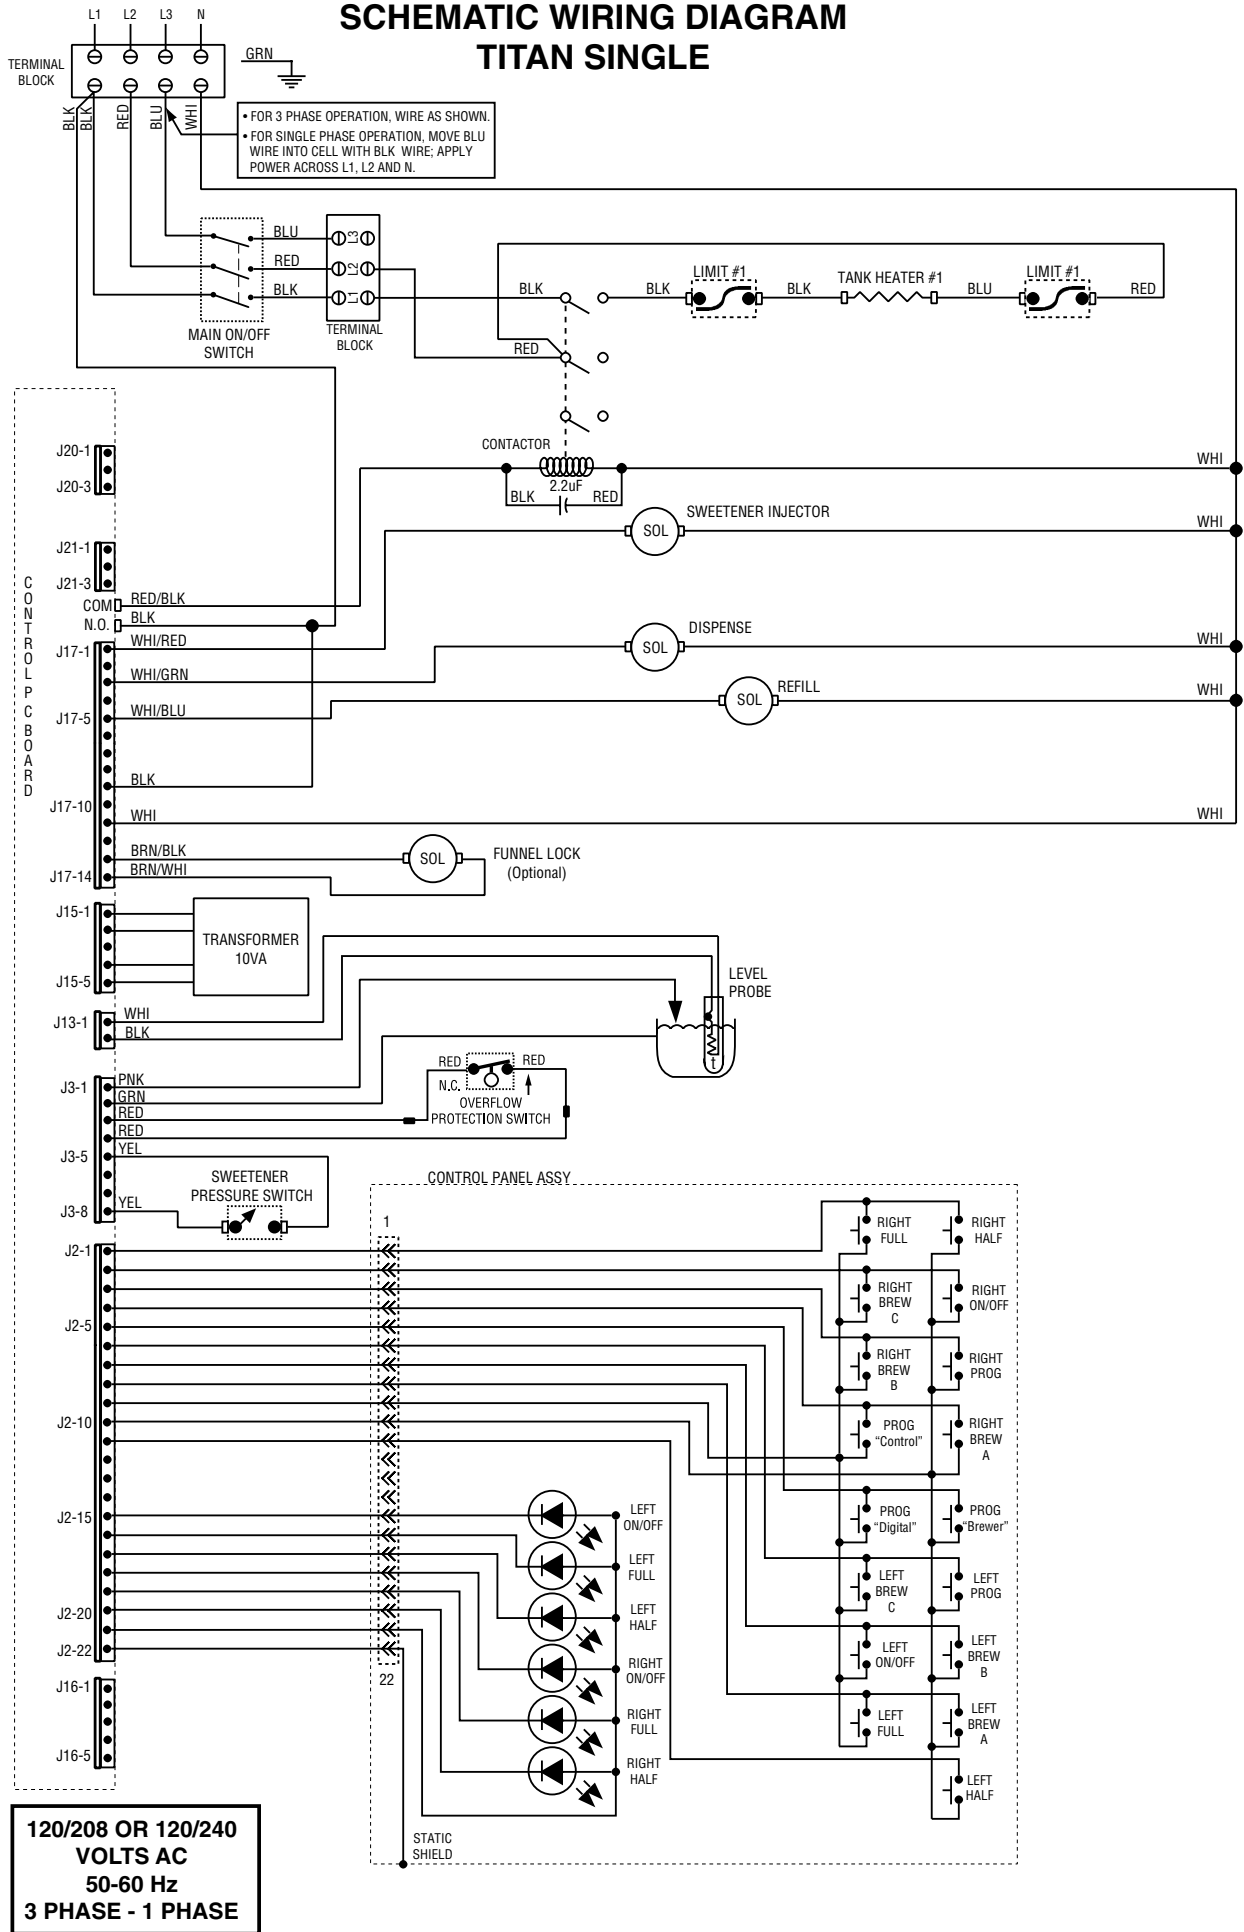 SCHEMATIC WIRING DIAGRAM
TITAN SINGLE
L1
L2
L3
N
TERMINAL
BLOCK
GRN
BLK
BLK
RED
BLU
WHI
• FOR 3 PHASE OPERATION, WIRE AS SHOWN.
• FOR SINGLE PHASE OPERATION, MOVE BLU
WIRE INTO CELL WITH BLK WIRE; APPLY
POWER ACROSS L1, L2 AND N.
BLU
RED
BLK
L3
L2
L1
MAIN ON/OFF
SWITCH
TERMINAL
BLOCK
BLK
BLK
LIMIT #1
BLK
TANK HEATER #1
BLU
LIMIT #1
RED
RED
CONTACTOR
2.2uF
BLK
RED
WHI
CONTROL PC BOARD
J20-1
J20-3
J21-1
J21-3
COM
RED/BLK
N.O.
BLK
SWEETENER INJECTOR
SOL
WHI
J17-1
WHI/RED
DISPENSE
SOL
WHI
WHI/GRN
REFILL
SOL
WHI
J17-5
WHI/BLU
BLK
J17-10
WHI
WHI
BRN/BLK
SOL
FUNNEL LOCK
(Optional)
J17-14
BRN/WHI
J15-1
TRANSFORMER
10VA
J15-5
LEVEL
PROBE
t
J13-1
WHI
BLK
J3-1
PNK
GRN
RED
RED
J3-5
YEL
J3-8
YEL
RED
RED
N.C.
OVERFLOW
PROTECTION SWITCH
SWEETENER
PRESSURE SWITCH
CONTROL PANEL ASSY
1
22
J2-1
J2-5
J2-10
J2-15
J2-20
J2-22
J16-1
J16-5
RIGHT
FULL
RIGHT
HALF
RIGHT
BREW
C
RIGHT
ON/OFF
RIGHT
BREW
B
RIGHT
PROG
PROG
“Control”
RIGHT
BREW
A
PROG
“Digital”
PROG
“Brewer”
LEFT
BREW
C
LEFT
PROG
LEFT
ON/OFF
LEFT
BREW
B
LEFT
FULL
LEFT
BREW
A
LEFT
HALF
LEFT
ON/OFF
LEFT
FULL
LEFT
HALF
RIGHT
ON/OFF
RIGHT
FULL
RIGHT
HALF
STATIC
SHIELD
120/208 OR 120/240
VOLTS AC
50-60 Hz
3 PHASE - 1 PHASE